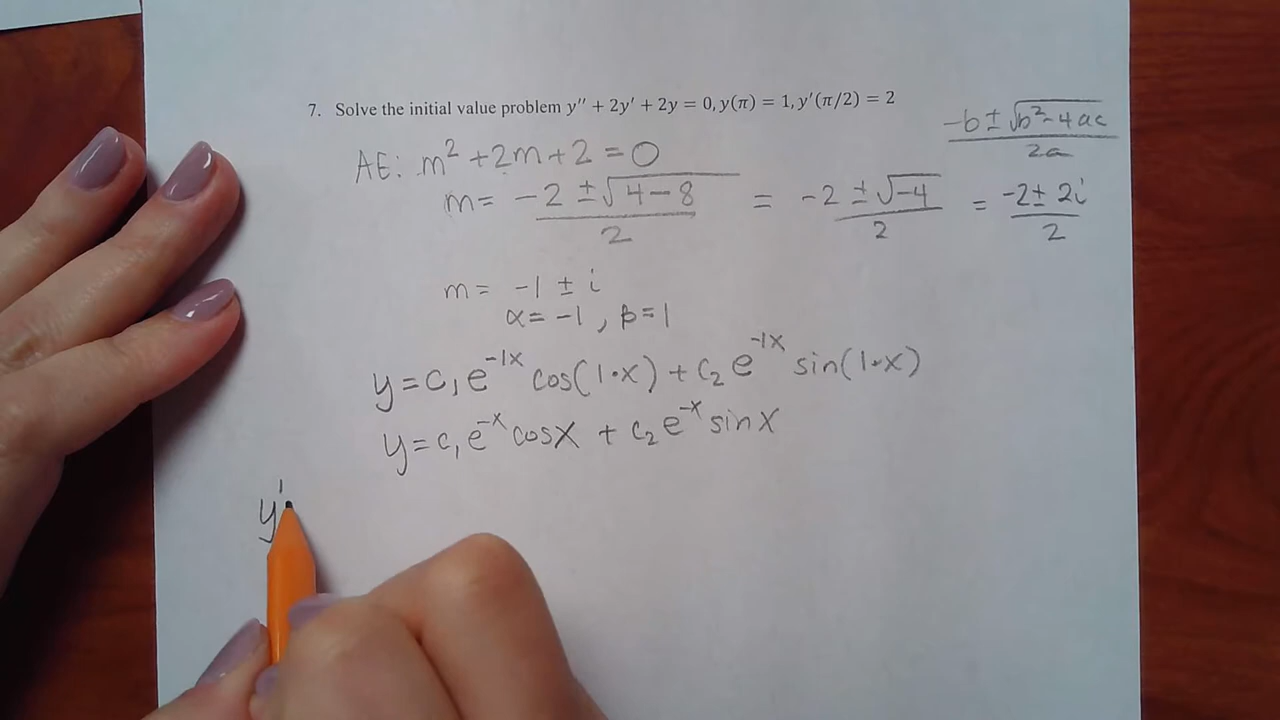 7. Solve the initial value problem y'' + 2y' + 2y = 0, y(π) = 1, y'(π/2) = 2
-b ± √b² - 4ac / 2a
AE: m² + 2m + 2 = 0
m = -2 ± √4 - 8 / 2 = -2 ± √-4 / 2 = -2 ± 2i / 2
m = -1 ± i
α = -1, β = 1
y = c₁e^-1x cos(1·x) + c₂e^-1x sin(1·x)
y = c₁e^-x cosx + c₂e^-x sinx
y'